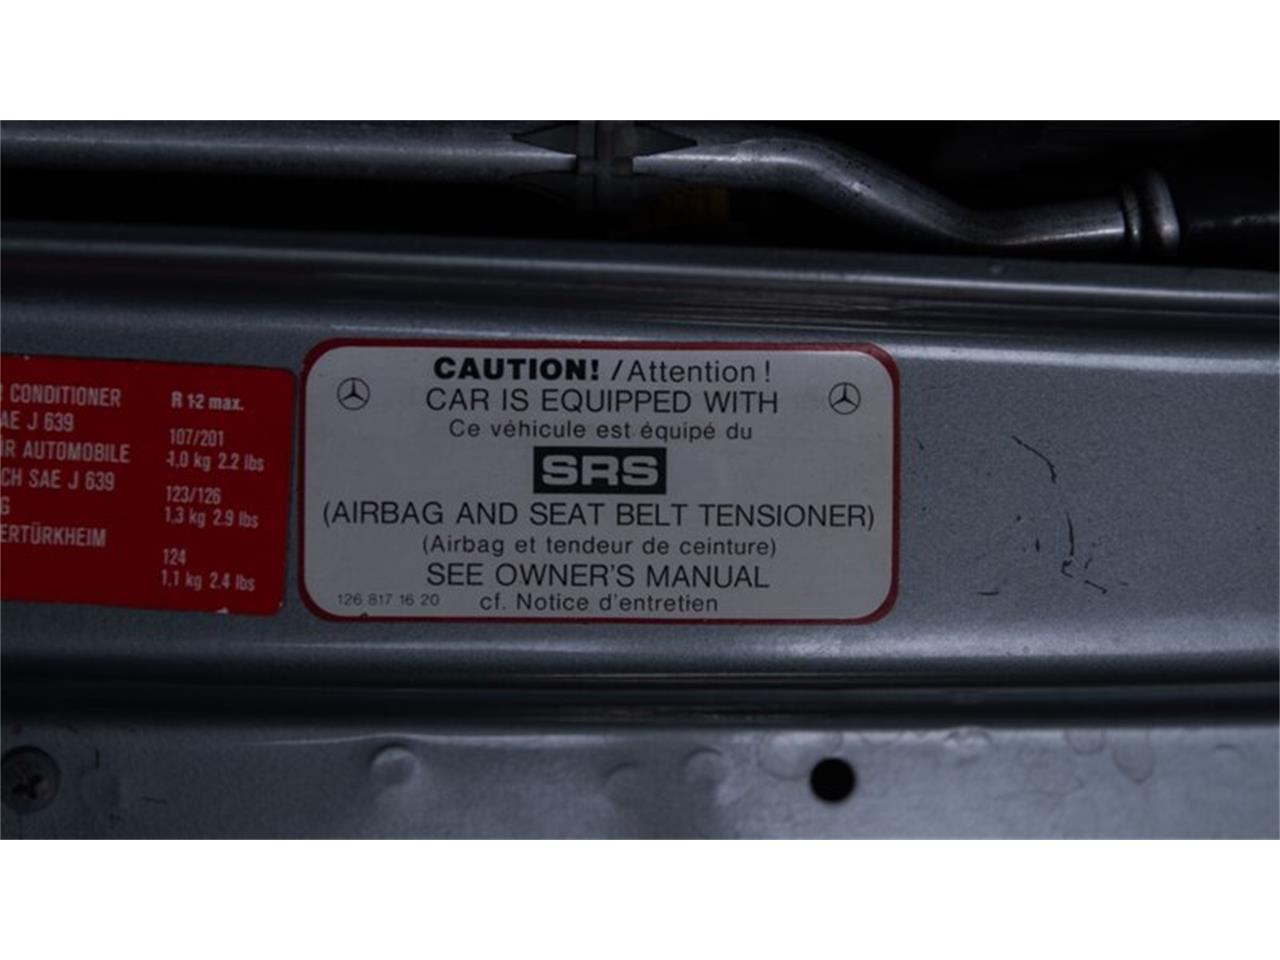 R CONDITIONER
AE J 639
ÜR AUTOMOBILE
CH SAE J 639
G
ERTÜRKHEIM
R 12 max.
107/201
1,0 kg 2.2 lbs
123/126
1,3 kg 2.9 lbs
124
1,1 kg 2.4 lbs
CAUTION! /Attention !
CAR IS EQUIPPED WITH
Ce véhicule est équipé du
SRS
(AIRBAG AND SEAT BELT TENSIONER)
(Airbag et tendeur de ceinture)
SEE OWNER'S MANUAL
126 817 16 20 cf. Notice d'entretien